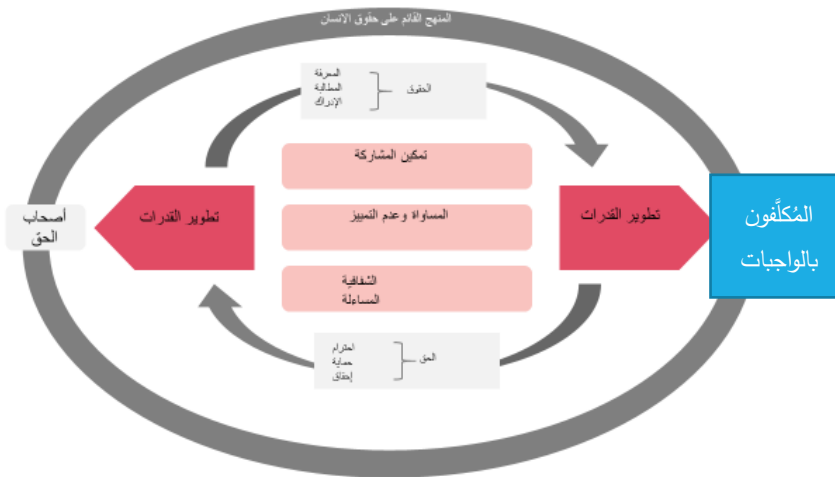 المنهج القائم على حقوق الانسان
المعرفة
المطالبة
الإدراك
الحقوق
تمكين المشاركة
المساواة وعدم التمييز
الشفافية
المساءلة
تطوير القدرات
تطوير القدرات
أصحاب
الحق
المُكلَّفون
بالواجبات
الحق
احترام
حماية
إحقاق